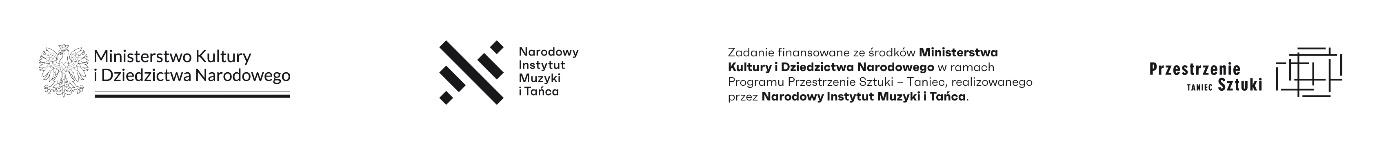 Ministerstwo Kultury
i Dziedzictwa Narodowego
Narodowy
Instytut
Muzyki
i Tańca
Zadanie finansowane ze środków Ministerstwa
Kultury i Dziedzictwa Narodowego w ramach
Programu Przestrzenie Sztuki – Taniec, realizowanego
przez Narodowy Instytut Muzyki i Tańca.
Przestrzenie
TANIEC Sztuki